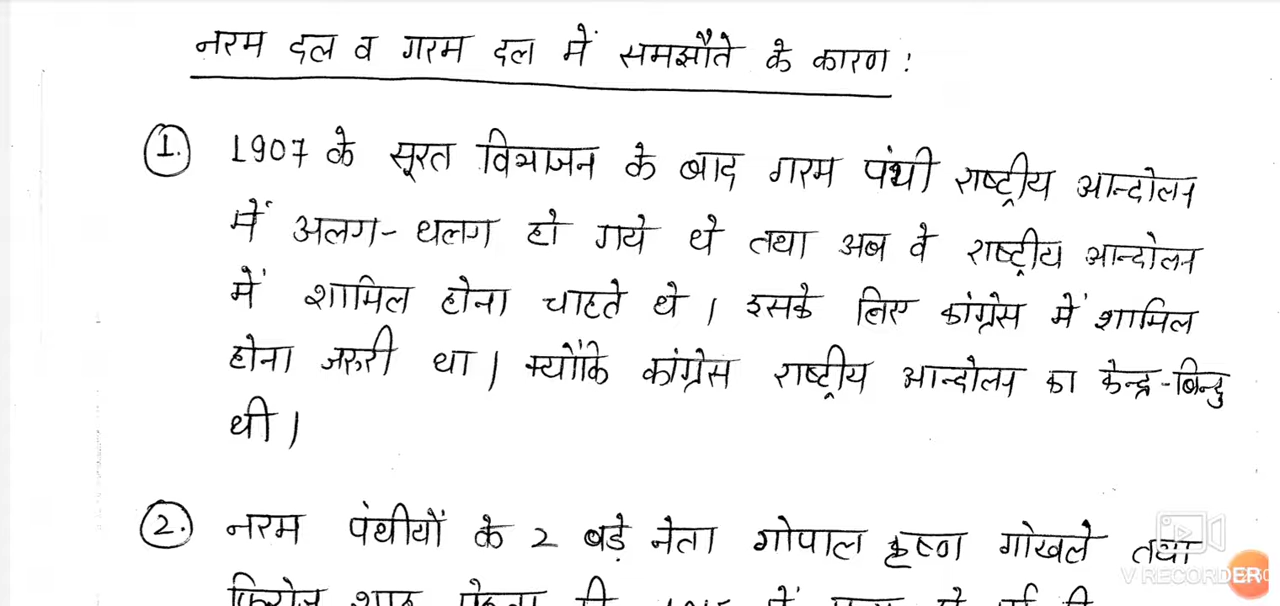 नरम दल व गरम दल में समझौते के कारण :
1. 1907 के सूरत विभाजन के बाद गरम पंथी राष्ट्रीय आन्दोलन
में अलग-थलग हो गये थे तथा अब वे राष्ट्रीय आन्दोलन
में शामिल होना चाहते थे। इसके लिए कांग्रेस में शामिल
होना जरुरी था। क्योंकि कांग्रेस राष्ट्रीय आन्दोलन का केन्द्र-बिन्दु
थी।
2. नरम पंथीयों के 2 बड़े नेता गोपाल कृष्ण गोखले तथा
V RECORDER